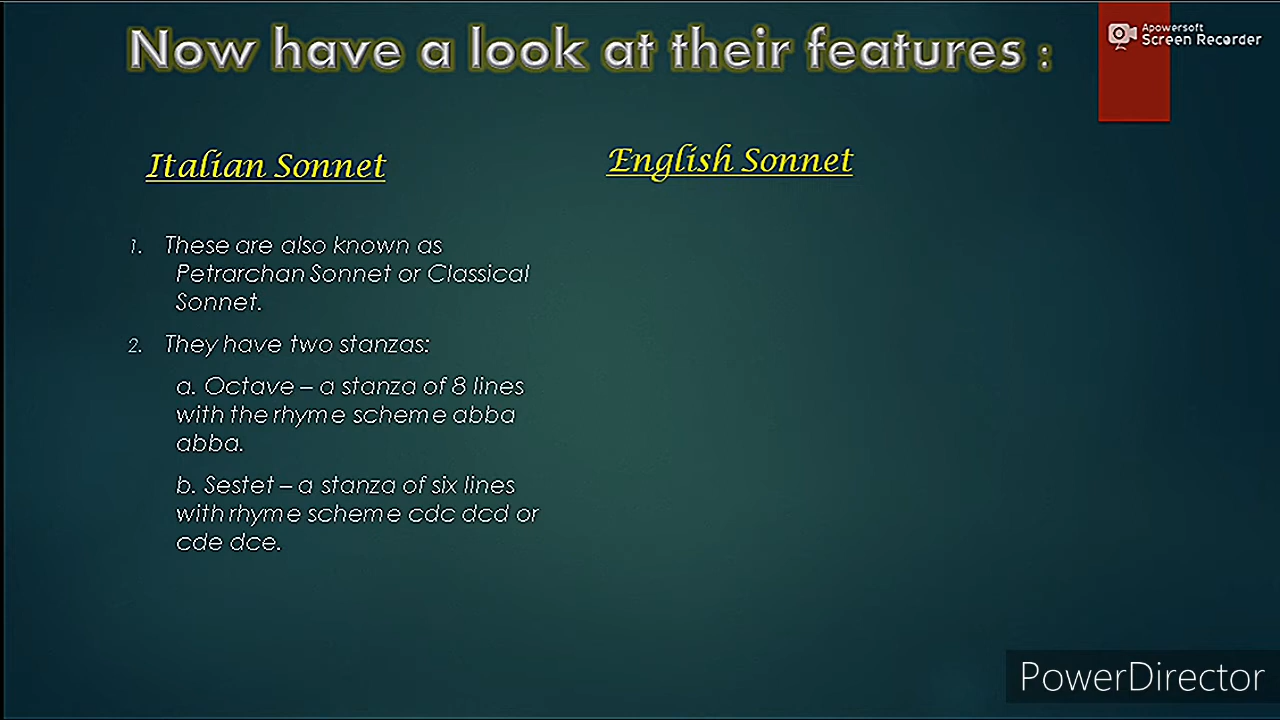 Now have a look at their features :
Apowersoft
Screen Recorder
Italian Sonnet
English Sonnet
1. These are also known as
Petrarchan Sonnet or Classical
Sonnet.
2. They have two stanzas:
a. Octave – a stanza of 8 lines
with the rhyme scheme abba
abba.
b. Sestet – a stanza of six lines
with rhyme scheme cdc dcd or
cde dce.
PowerDirector